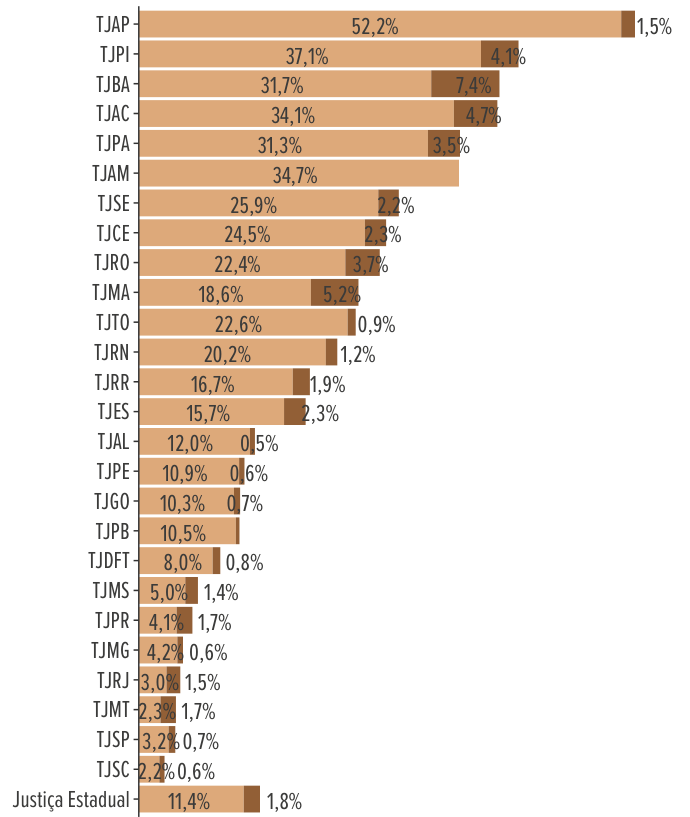 TJAP 52,2% 1,5%
TJPI 37,1% 4,1%
TJBA 31,7% 7,4%
TJAC 34,1% 4,7%
TJPA 31,3% 3,5%
TJAM 34,7%
TJSE 25,9% 2,2%
TJCE 24,5% 2,3%
TJRO 22,4% 3,7%
TJMA 18,6% 5,2%
TJTO 22,6% 0,9%
TJRN 20,2% 1,2%
TJRR 16,7% 1,9%
TJES 15,7% 2,3%
TJAL 12,0% 0,5%
TJPE 10,9% 0,6%
TJGO 10,3% 0,7%
TJPB 10,5%
TJDFT 8,0% 0,8%
TJMS 5,0% 1,4%
TJPR 4,1% 1,7%
TJMG 4,2% 0,6%
TJRJ 3,0% 1,5%
TJMT 2,3% 1,7%
TJSP 3,2% 0,7%
TJSC 2,2% 0,6%
Justiça Estadual 11,4% 1,8%